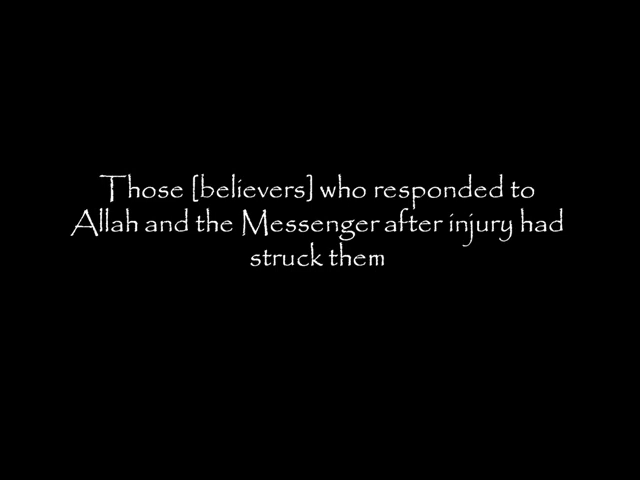 Those [believers] who responded to
Allah and the Messenger after injury had
struck them